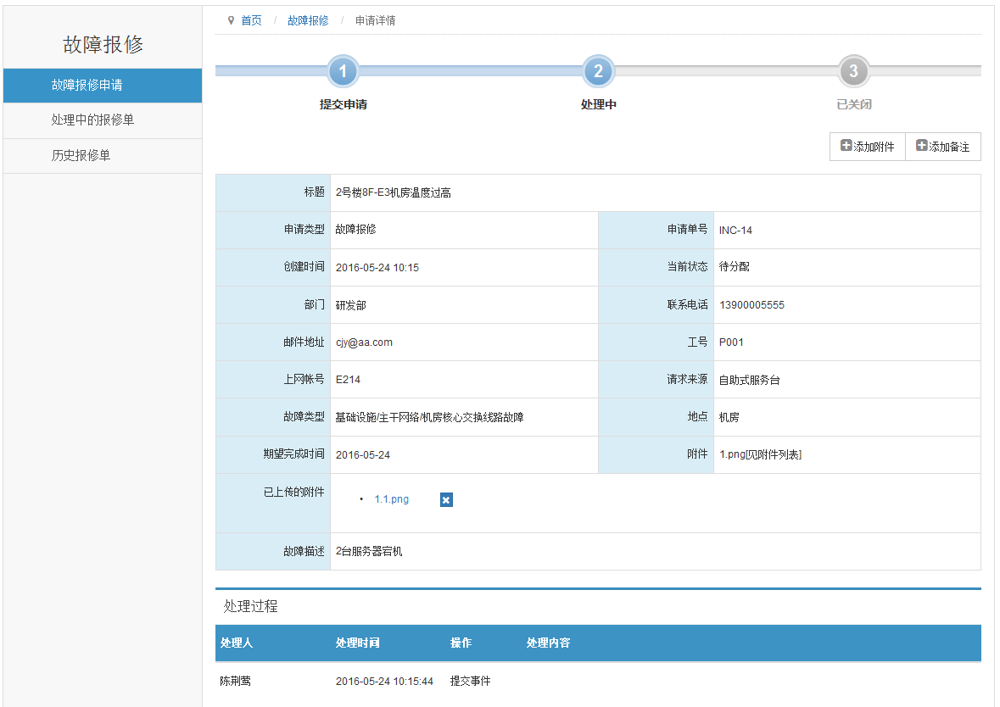 故障报修
故障报修申请
处理中的报修单
历史报修单
首页 / 故障报修 / 申请详情
1 2 3
提交申请 处理中 已关闭
添加附件 添加备注
标题 2号楼8F-E3机房温度过高
申请类型 故障报修 申请单号 INC-14
创建时间 2016-05-24 10:15 当前状态 待分配
部门 研发部 联系电话 13900005555
邮件地址 cjy@aa.com 工号 P001
上网帐号 E214 请求来源 自助式服务台
故障类型 基础设施/主干网络/机房核心交换线路故障 地点 机房
期望完成时间 2016-05-24 附件 1.png[见附件列表]
已上传的附件 • 1.1.png
故障描述 2台服务器宕机
处理过程
处理人 处理时间 操作 处理内容
陈荆莺 2016-05-24 10:15:44 提交事件